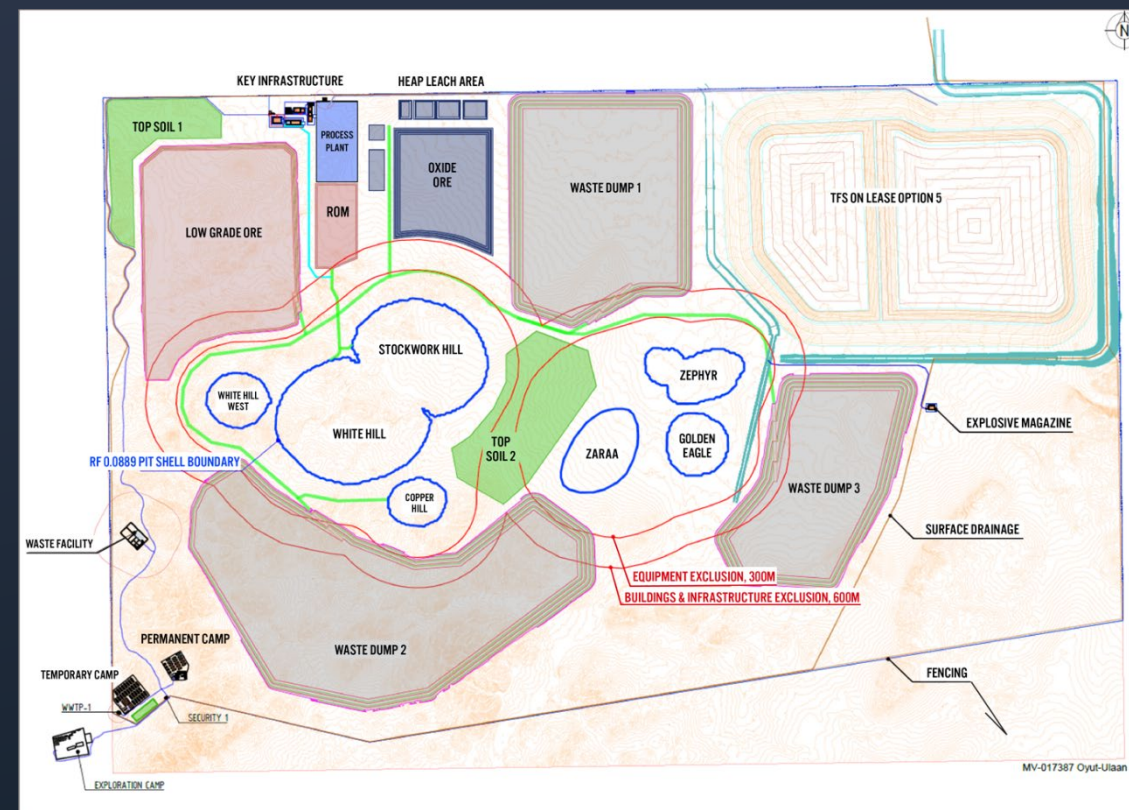 N
KEY INFRASTRUCTURE
HEAP LEACH AREA
TOP SOIL 1
PROCESS
PLANT
OXIDE
ORE
WASTE DUMP 1
TFS ON LEASE OPTION 5
ROM
LOW GRADE ORE
STOCKWORK HILL
ZEPHYR
WHITE HILL
WEST
WHITE HILL
TOP
SOIL 2
ZARAA
GOLDEN
EAGLE
EXPLOSIVE MAGAZINE
RF 0.0889 PIT SHELL BOUNDARY
COPPER
HILL
WASTE DUMP 3
SURFACE DRAINAGE
WASTE FACILITY
EQUIPMENT EXCLUSION, 300M
BUILDINGS & INFRASTRUCTURE EXCLUSION, 600M
PERMANENT CAMP
WASTE DUMP 2
TEMPORARY CAMP
FENCING
WWTP-1
SECURITY 1
MV-017387 Oyut-Ulaan
EXPLORATION CAMP